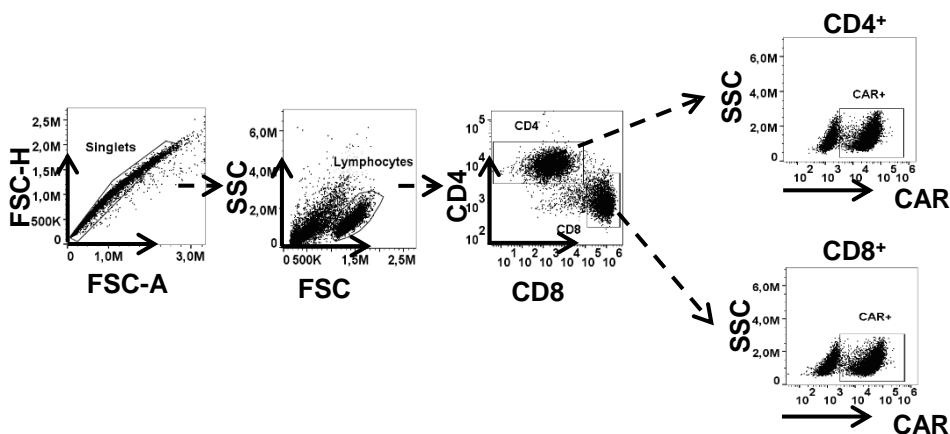 FSC-H
2,5M
2,0M
1,5M
1,0M
500K
0
Singlets
0 1,0M 3,0M
FSC-A
SSC
6,0M
4,0M
2,0M
0
Lymphocytes
0 500K 1,5M 2,5M
FSC
CD4
10⁵
10⁴
10³
10²
CD4
CD8
10¹ 10² 10³ 10⁴ 10⁵ 10⁶
CD8
CD4⁺
SSC
6,0M
4,0M
2,0M
0
CAR+
10² 10³ 10⁴ 10⁵ 10⁶
CAR
CD8⁺
SSC
6,0M
4,0M
2,0M
0
CAR+
10¹ 10² 10³ 10⁴ 10⁵ 10⁶
CAR